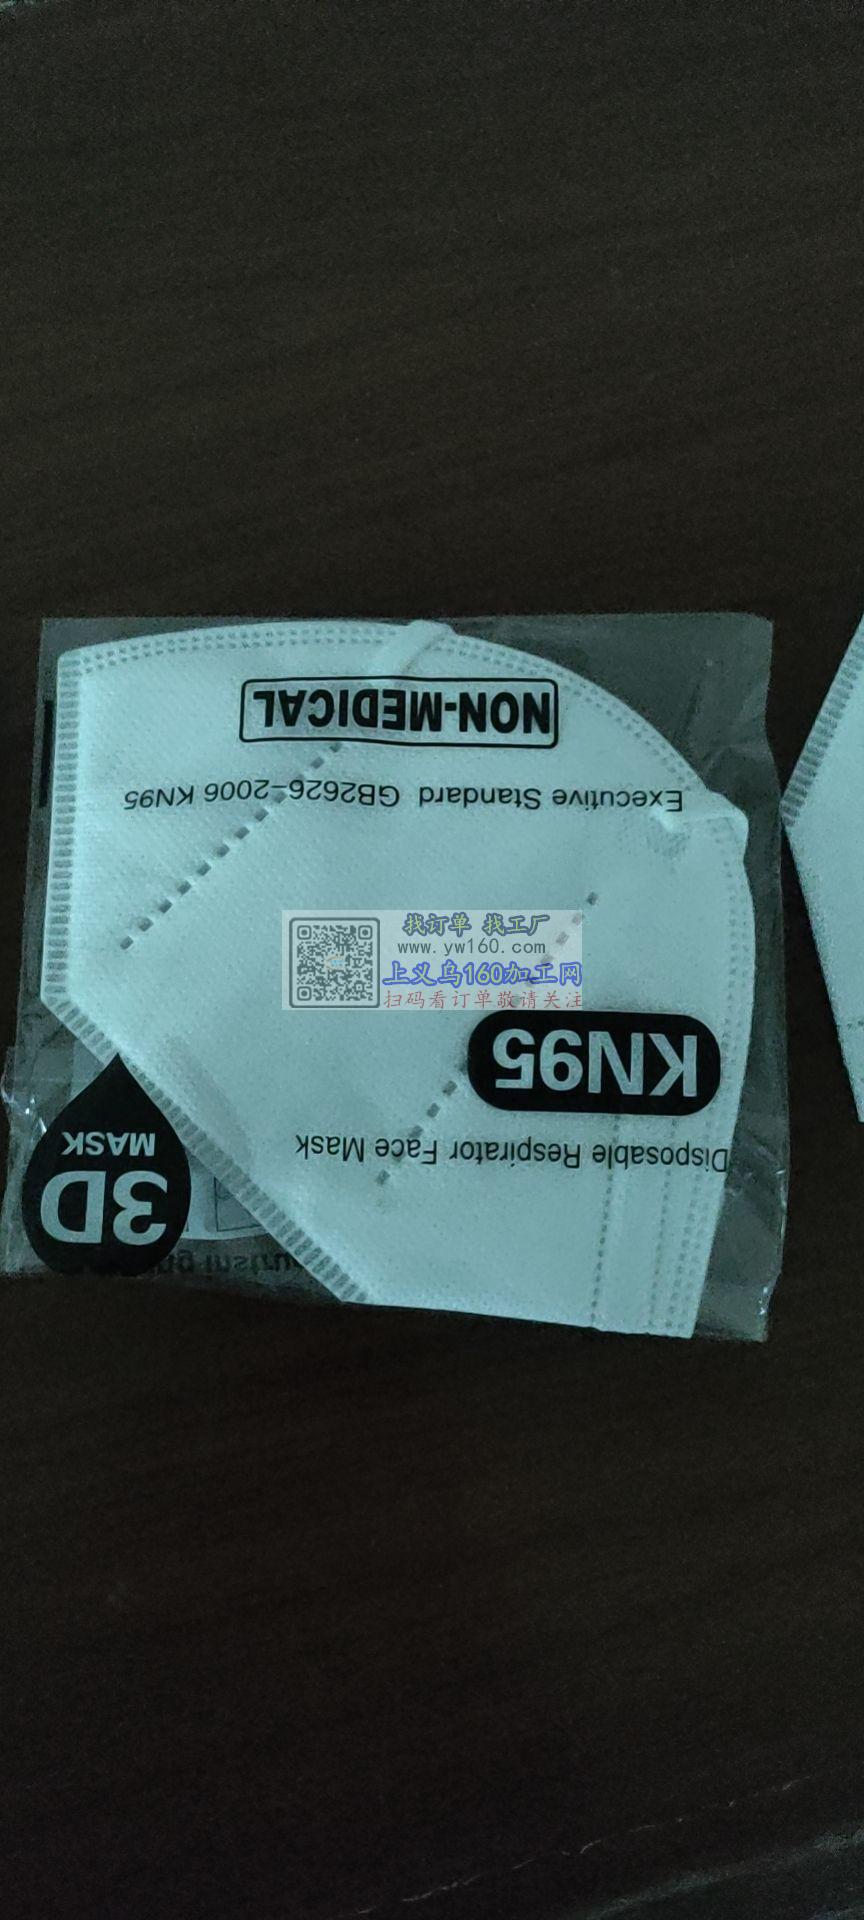 Disposable Respirator Face Mask
KN95
Executive Standard GB2626-2006 KN95
NON-MEDICAL
3D
MASK
找订单 找工厂
www.yw160.com
上义乌160加工网
扫码看订单敬请关注